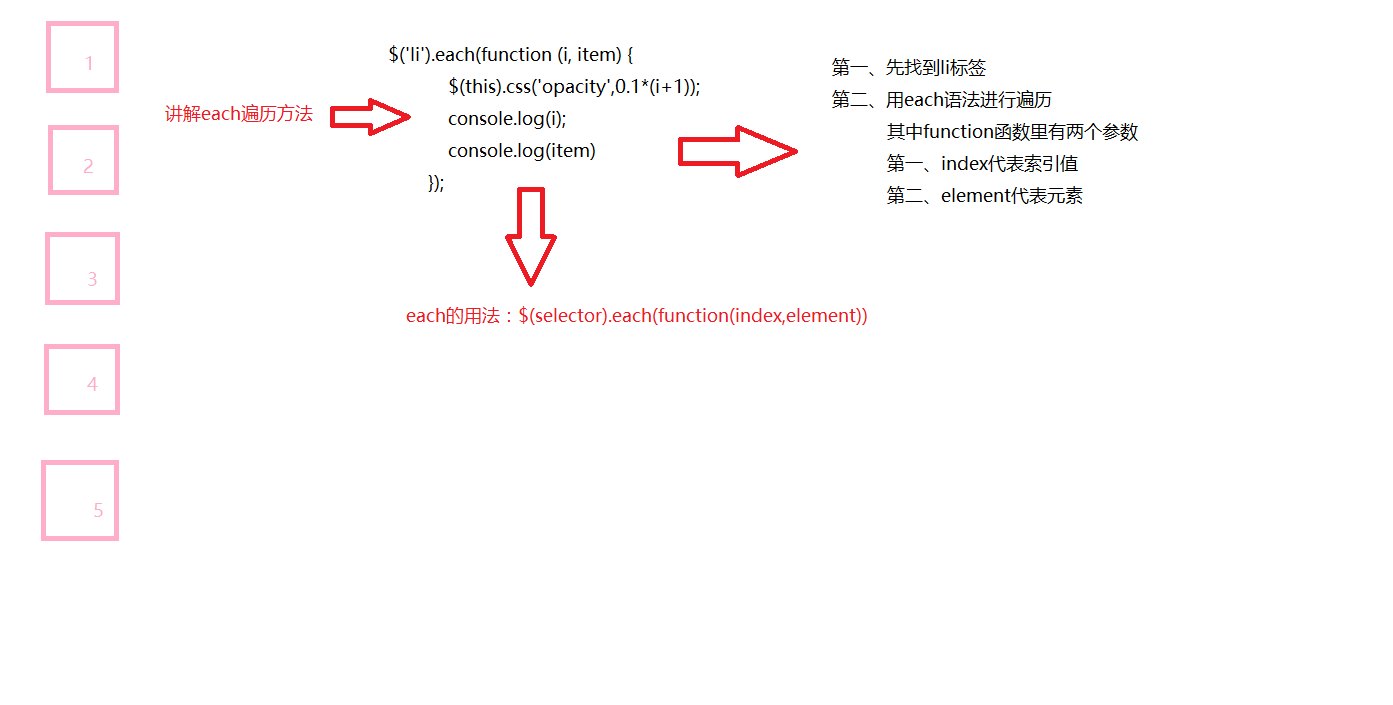 1
2
3
4
5
讲解each遍历方法
$('li').each(function (i, item) {
$(this).css('opacity',0.1*(i+1));
console.log(i);
console.log(item)
});
第一、先找到li标签
第二、用each语法进行遍历
其中function函数里有两个参数
第一、index代表索引值
第二、element代表元素
each的用法：$(selector).each(function(index,element))